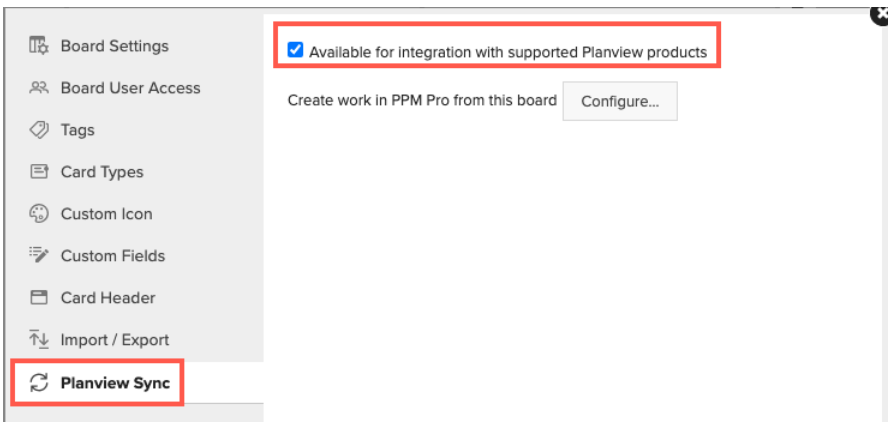 Board Settings
Board User Access
Tags
Card Types
Custom Icon
Custom Fields
Card Header
Import / Export
Planview Sync
Available for integration with supported Planview products
Create work in PPM Pro from this board Configure...